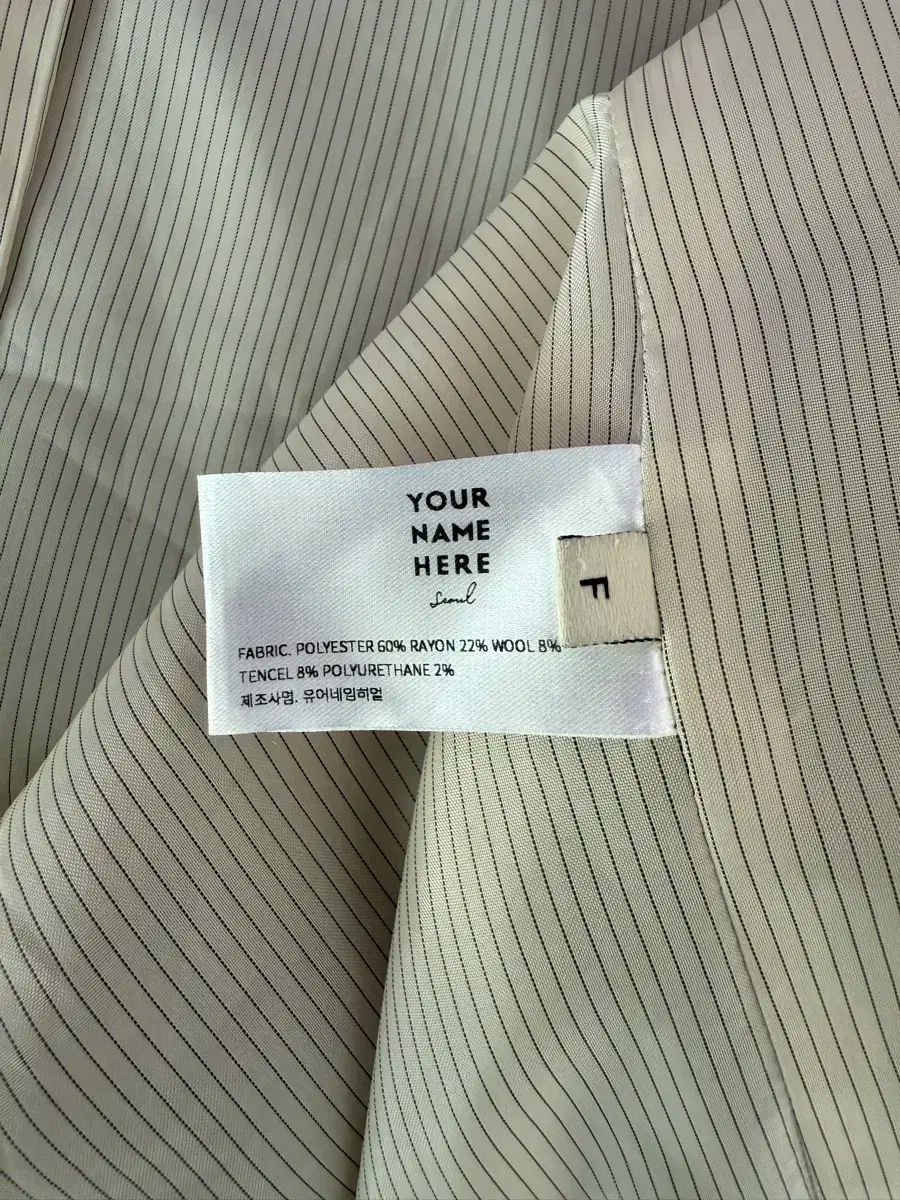 YOUR
NAME
HERE
Seoul
F
FABRIC. POLYESTER 60% RAYON 22% WOOL 8%
TENCEL 8% POLYURETHANE 2%
제조사명. 유어네임히얼